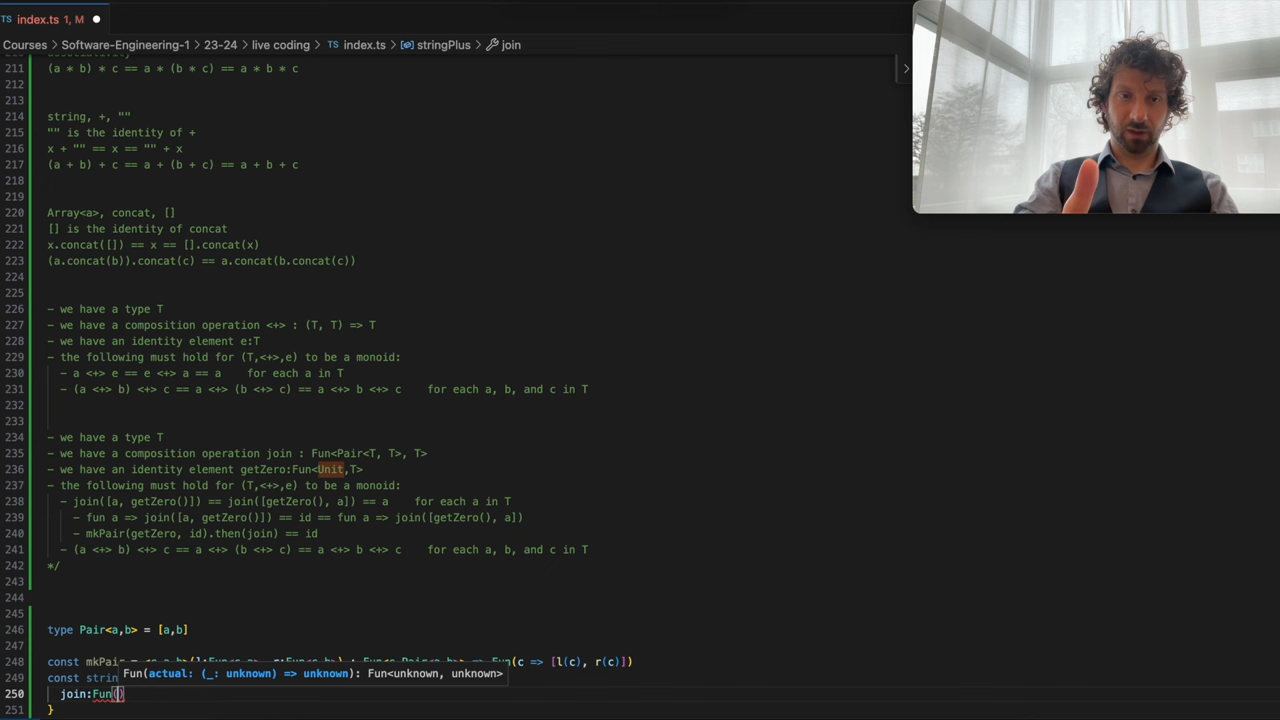 TS index.ts 1, M
Courses > Software-Engineering-1 > 23-24 > live coding > TS index.ts > stringPlus > join
211 (a * b) * c == a * (b * c) == a * b * c
212
213
214 string, +, ""
215 "" is the identity of +
216 x + "" == x == "" + x
217 (a + b) + c == a + (b + c) == a + b + c
218
219
220 Array<a>, concat, []
221 [] is the identity of concat
222 x.concat([]) == x == [].concat(x)
223 (a.concat(b)).concat(c) == a.concat(b.concat(c))
224
225
226 - we have a type T
227 - we have a composition operation <+> : (T, T) => T
228 - we have an identity element e:T
229 - the following must hold for (T,<+>,e) to be a monoid:
230 - a <+> e == e <+> a == a for each a in T
231 - (a <+> b) <+> c == a <+> (b <+> c) == a <+> b <+> c for each a, b, and c in T
232
233
234 - we have a type T
235 - we have a composition operation join : Fun<Pair<T, T>, T>
236 - we have an identity element getZero:Fun<Unit,T>
237 - the following must hold for (T,<+>,e) to be a monoid:
238 - join([a, getZero()]) == join([getZero(), a]) == a for each a in T
239 - fun a => join([a, getZero()]) == id == fun a => join([getZero(), a])
240 - mkPair(getZero, id).then(join) == id
241 - (a <+> b) <+> c == a <+> (b <+> c) == a <+> b <+> c for each a, b, and c in T
242 */
243
244
245
246 type Pair<a,b> = [a,b]
247
248 const mkPair => Fun(c => [l(c), r(c)])
Fun(actual: (_: unknown) => unknown): Fun<unknown, unknown>
249 const
250 join:Fun()
251 }